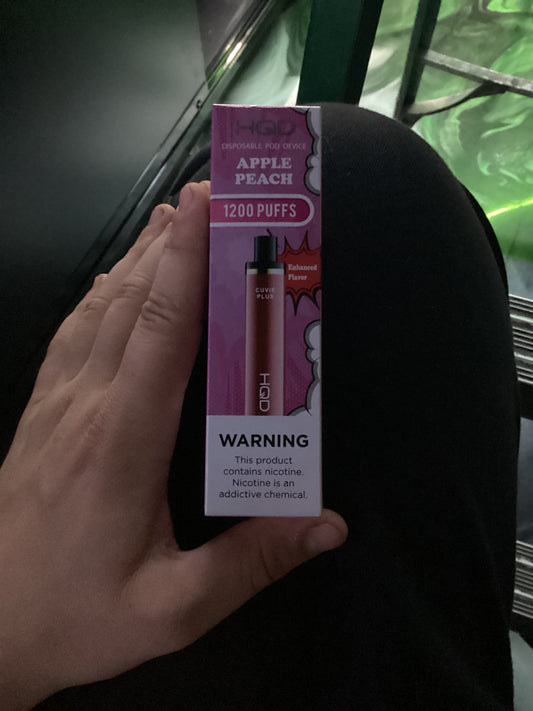 HQD
DISPOSABLE POD DEVICE
APPLE
PEACH
1200 PUFFS
Enhanced
Flavor
CUVIE
PLUS
HQD
WARNING
This product
contains nicotine.
Nicotine is an
addictive chemical.